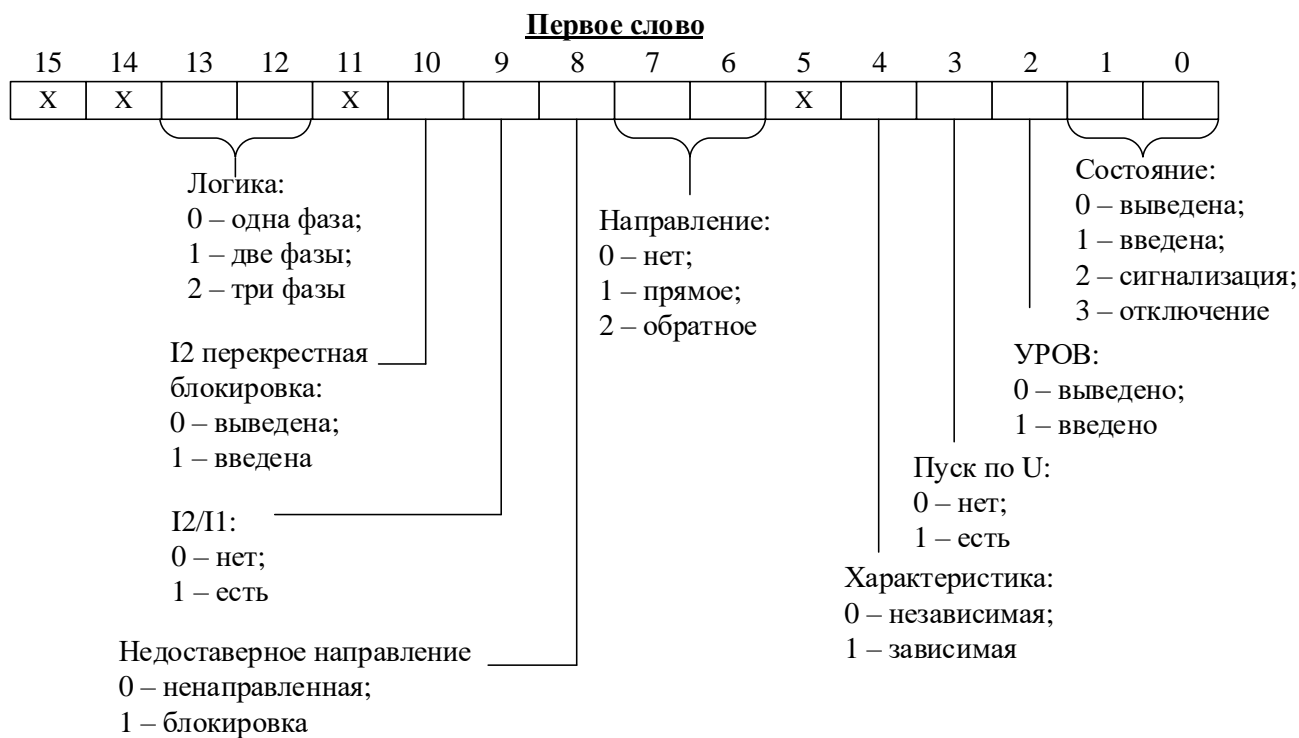 Первое слово
15 14 13 12 11 10 9 8 7 6 5 4 3 2 1 0
X X X X
Логика:
0 – одна фаза;
1 – две фазы;
2 – три фазы
I2 перекрестная
блокировка:
0 – выведена;
1 – введена
I2/I1:
0 – нет;
1 – есть
Недоставерное направление
0 – ненаправленная;
1 – блокировка
Направление:
0 – нет;
1 – прямое;
2 – обратное
Состояние:
0 – выведена;
1 – введена;
2 – сигнализация;
3 – отключение
УРОВ:
0 – выведено;
1 – введено
Пуск по U:
0 – нет;
1 – есть
Характеристика:
0 – независимая;
1 – зависимая